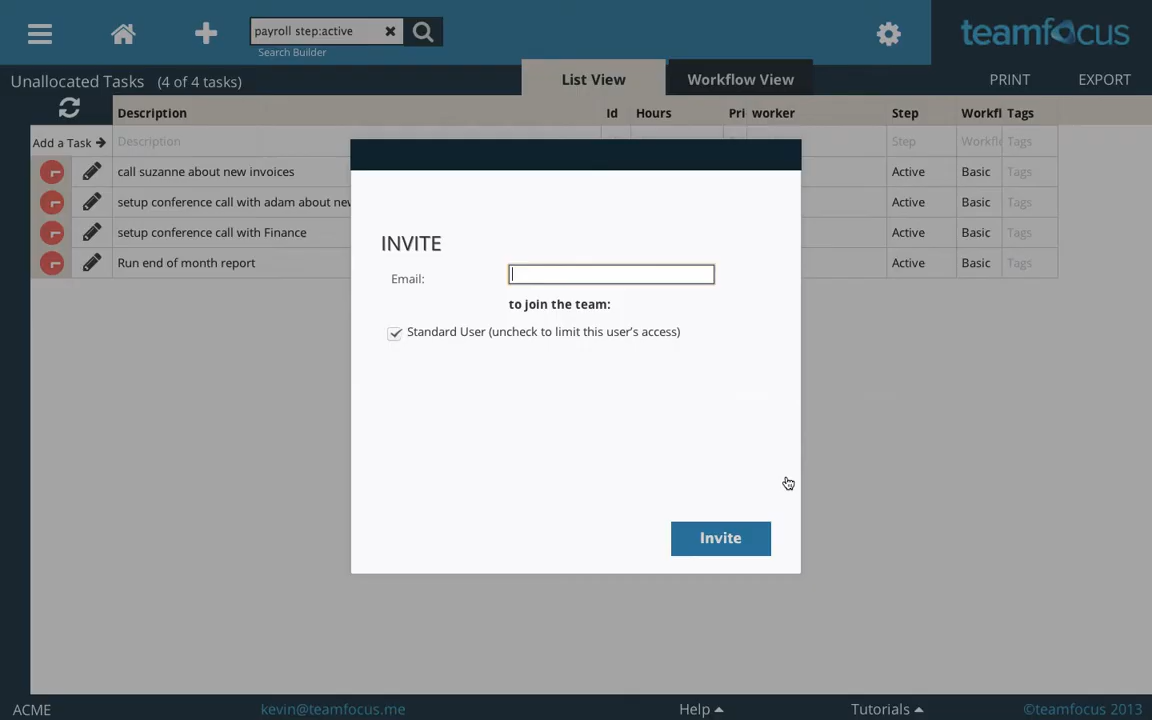 payroll step:active
Search Builder
teamfocus
Unallocated Tasks (4 of 4 tasks)
List View
Workflow View
PRINT
EXPORT
Description Id Hours Pri worker Step Workfl Tags
Add a Task Description Step Workflo Tags
call suzanne about new invoices Active Basic Tags
setup conference call with adam about new Active Basic Tags
setup conference call with Finance Active Basic Tags
Run end of month report Active Basic Tags
INVITE
Email:
to join the team:
Standard User (uncheck to limit this user's access)
Invite
ACME kevin@teamfocus.me Help Tutorials ©teamfocus 2013